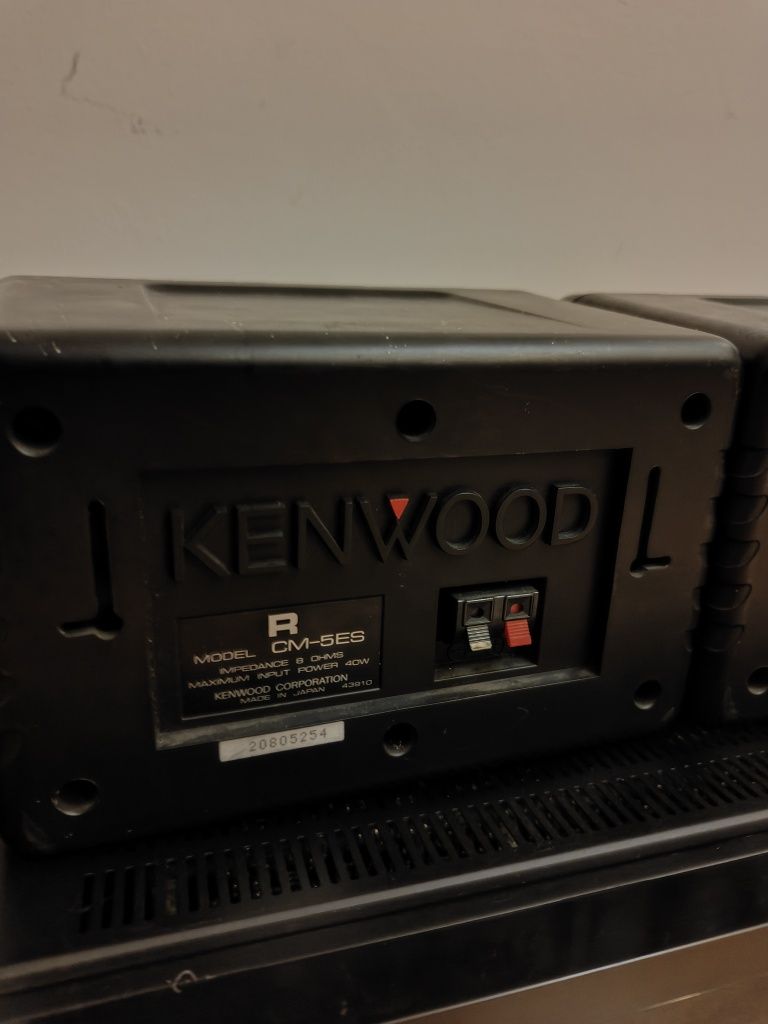 KENWOOD
R
MODEL CM-5ES
IMPEDANCE 8 OHMS
MAXIMUM INPUT POWER 40W
KENWOOD CORPORATION
MADE IN JAPAN 43910
20805254